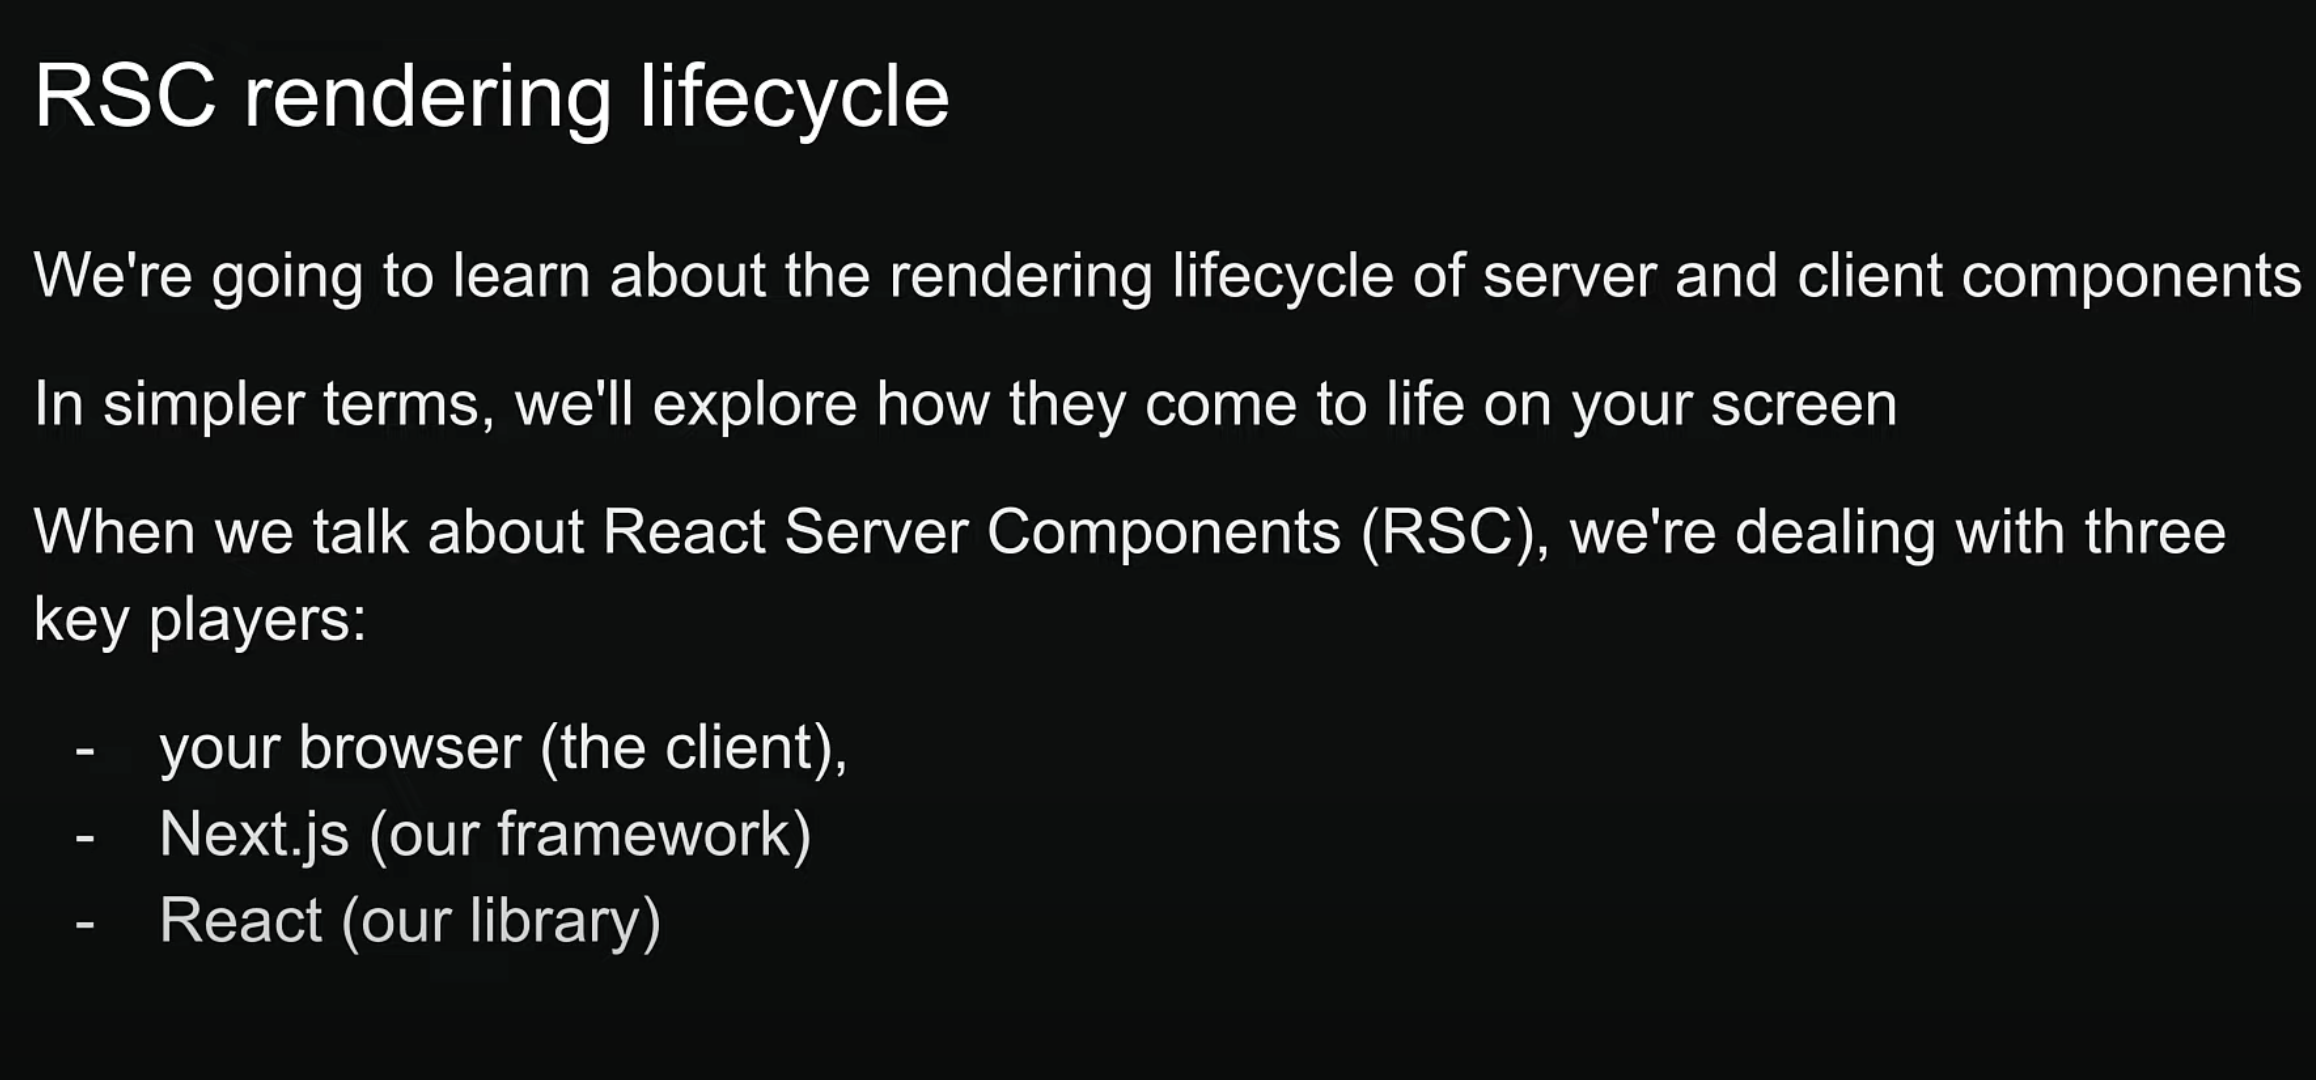 RSC rendering lifecycle
We're going to learn about the rendering lifecycle of server and client components
In simpler terms, we'll explore how they come to life on your screen
When we talk about React Server Components (RSC), we're dealing with three
key players:
- your browser (the client),
- Next.js (our framework)
- React (our library)